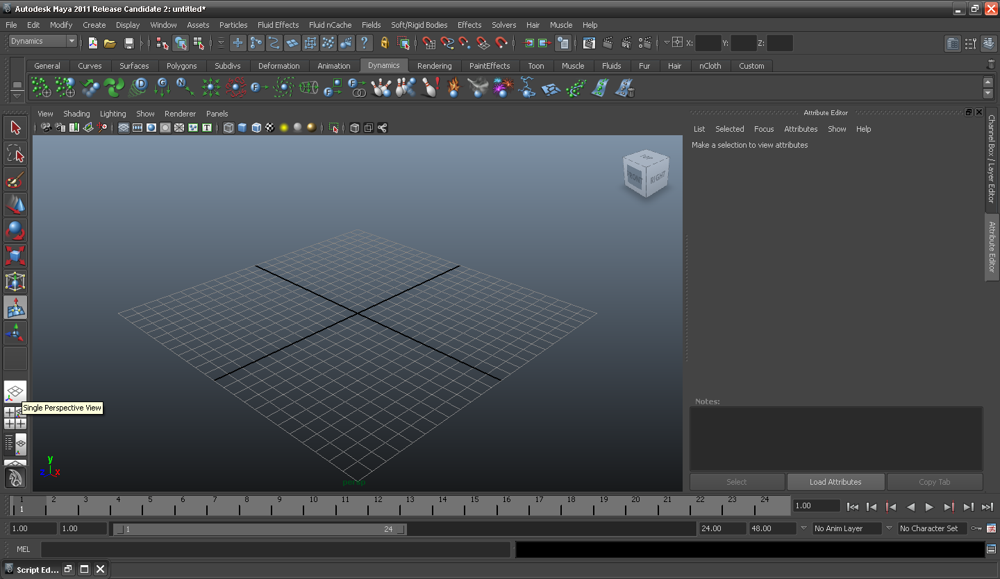 Autodesk Maya 2011 Release Candidate 2: untitled*
File Edit Modify Create Display Window Assets Particles Fluid Effects Fluid nCache Fields Soft/Rigid Bodies Effects Solvers Hair Muscle Help
Dynamics X: Y: Z:
General Curves Surfaces Polygons Subdivs Deformation Animation Dynamics Rendering PaintEffects Toon Muscle Fluids Fur Hair nCloth Custom
View Shading Lighting Show Renderer Panels
Attribute Editor
List Selected Focus Attributes Show Help
Make a selection to view attributes
TOP
FRONT RIGHT
Channel Box / Layer Editor
Attribute Editor
Single Perspective View
Notes:
y
z x
persp
Select Load Attributes Copy Tab
1 2 3 4 5 6 7 8 9 10 11 12 13 14 15 16 17 18 19 20 21 22 23 24
1
1.00
1.00 1.00 1 24 24.00 48.00 No Anim Layer No Character Set
MEL
Script Ed...